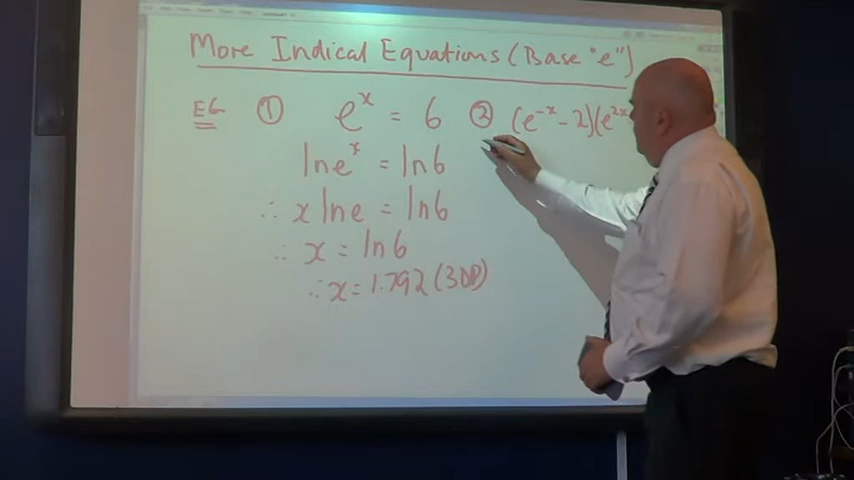 More Indical Equations (Base "e")
EG ① e^x = 6 ② (e^-x - 2)(e^2x
ln e^x = ln 6
∴ x ln e = ln 6
∴ x = ln 6
∴ x = 1.792 (3DP)